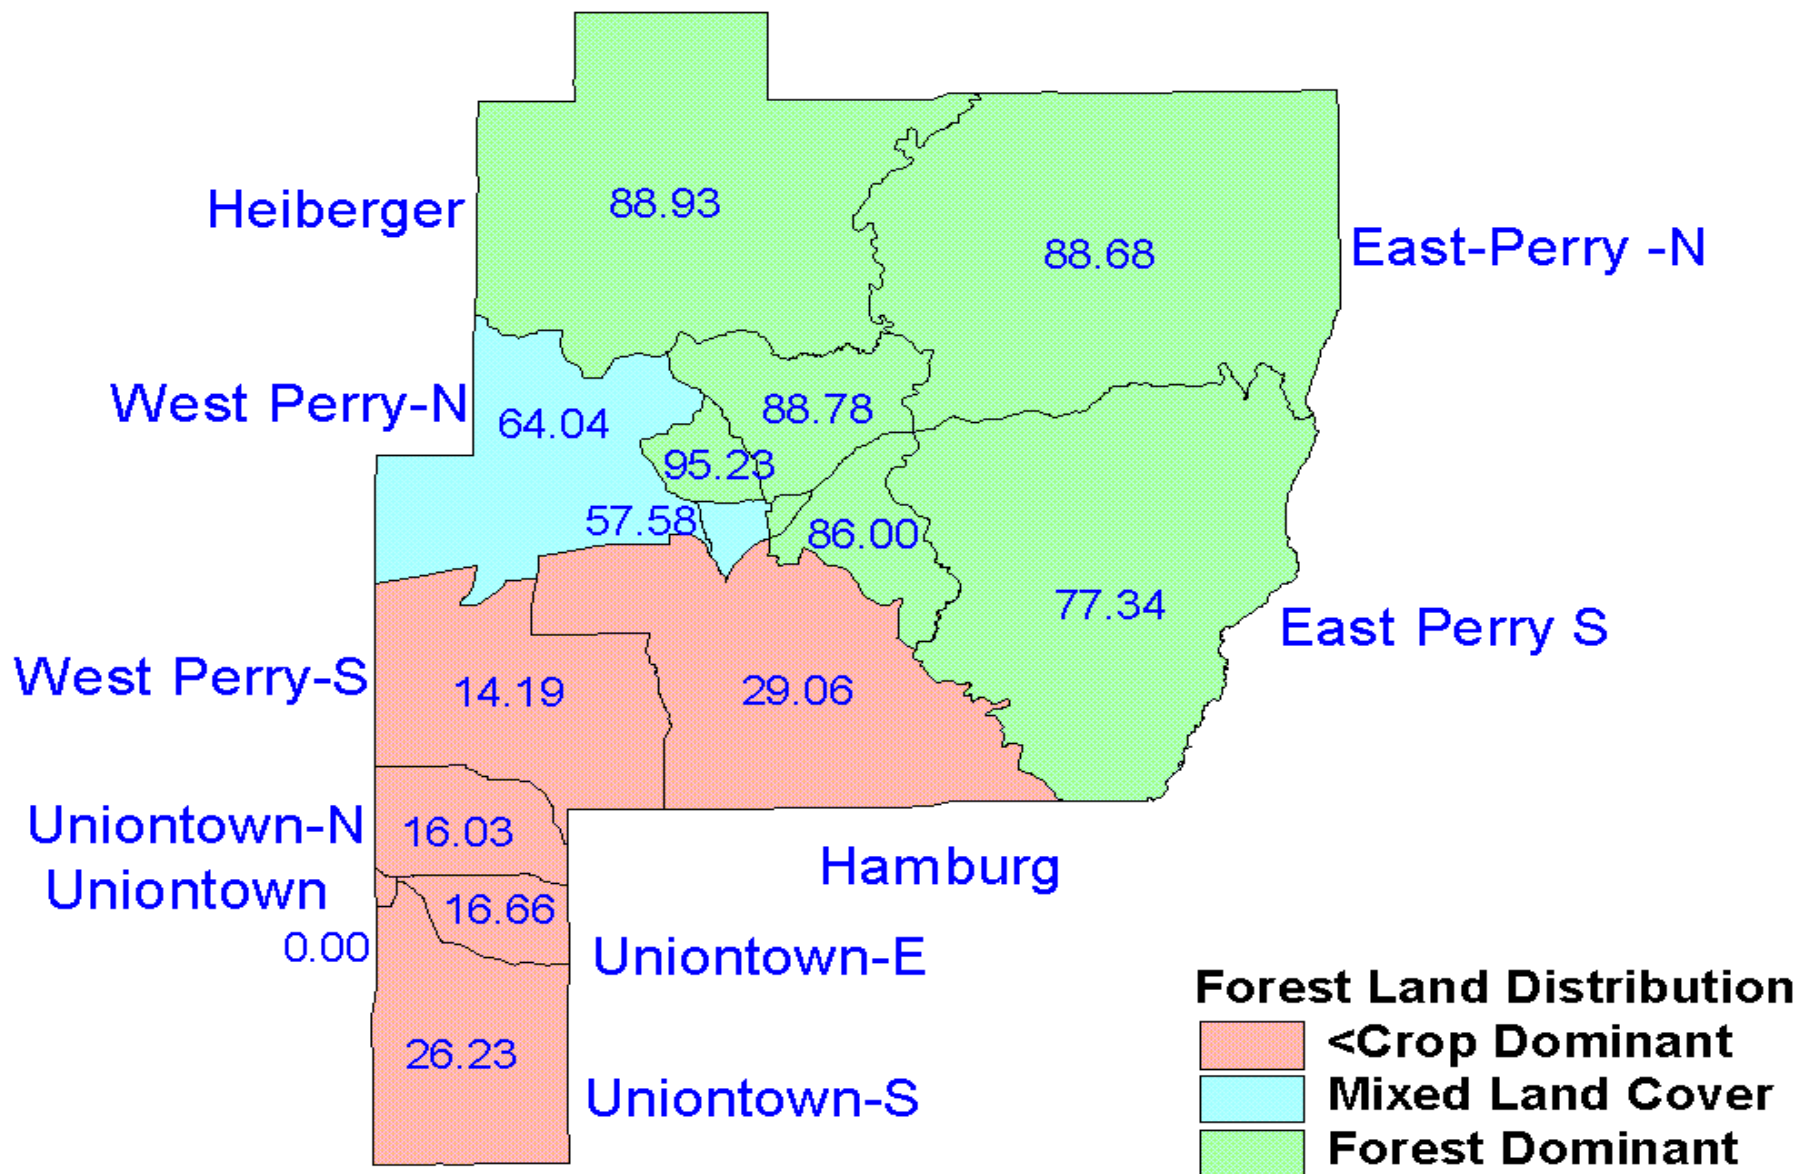 Heiberger
88.93
88.68
East-Perry -N
West Perry-N
64.04
88.78
95.23
57.58
86.00
77.34
East Perry S
West Perry-S
14.19
29.06
Uniontown-N
16.03
Hamburg
Uniontown
16.66
0.00
Uniontown-E
26.23
Uniontown-S
Forest Land Distribution
<Crop Dominant
Mixed Land Cover
Forest Dominant